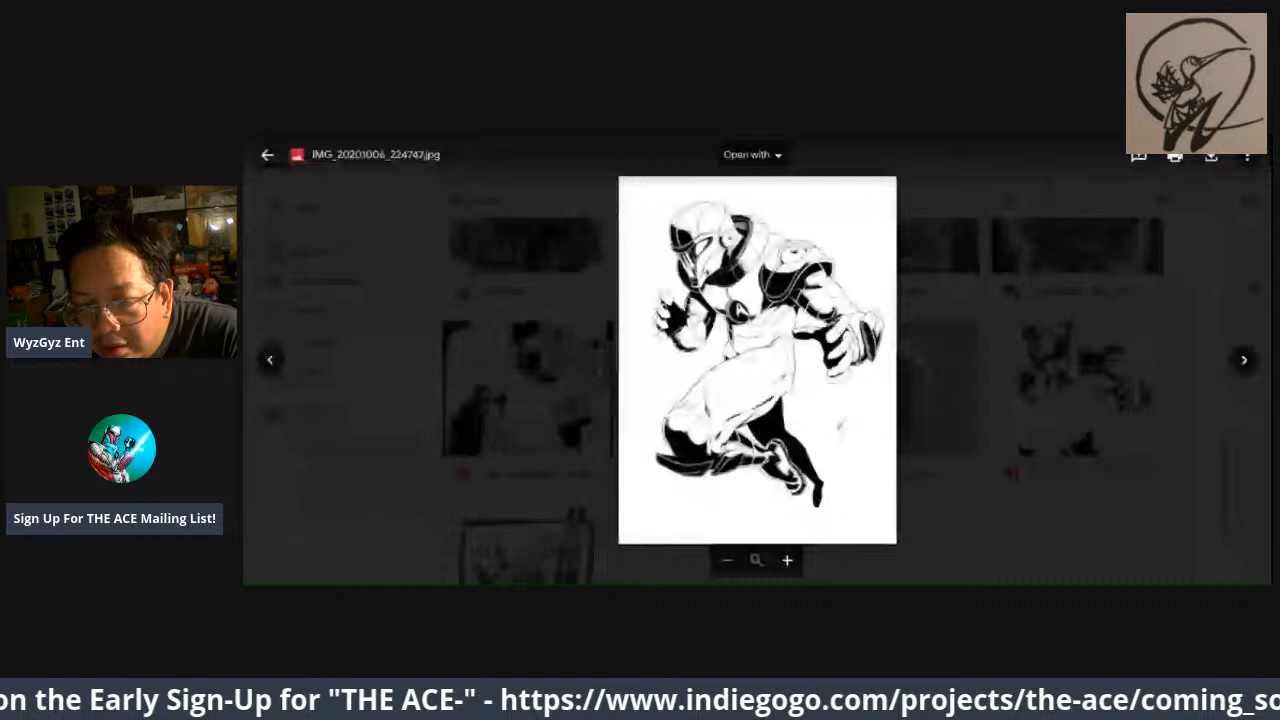 IMG_20201006_224747.jpg
Open with
WyzGyz Ent
Sign Up For THE ACE Mailing List!
on the Early Sign-Up for "THE ACE-" - https://www.indiegogo.com/projects/the-ace/coming_so